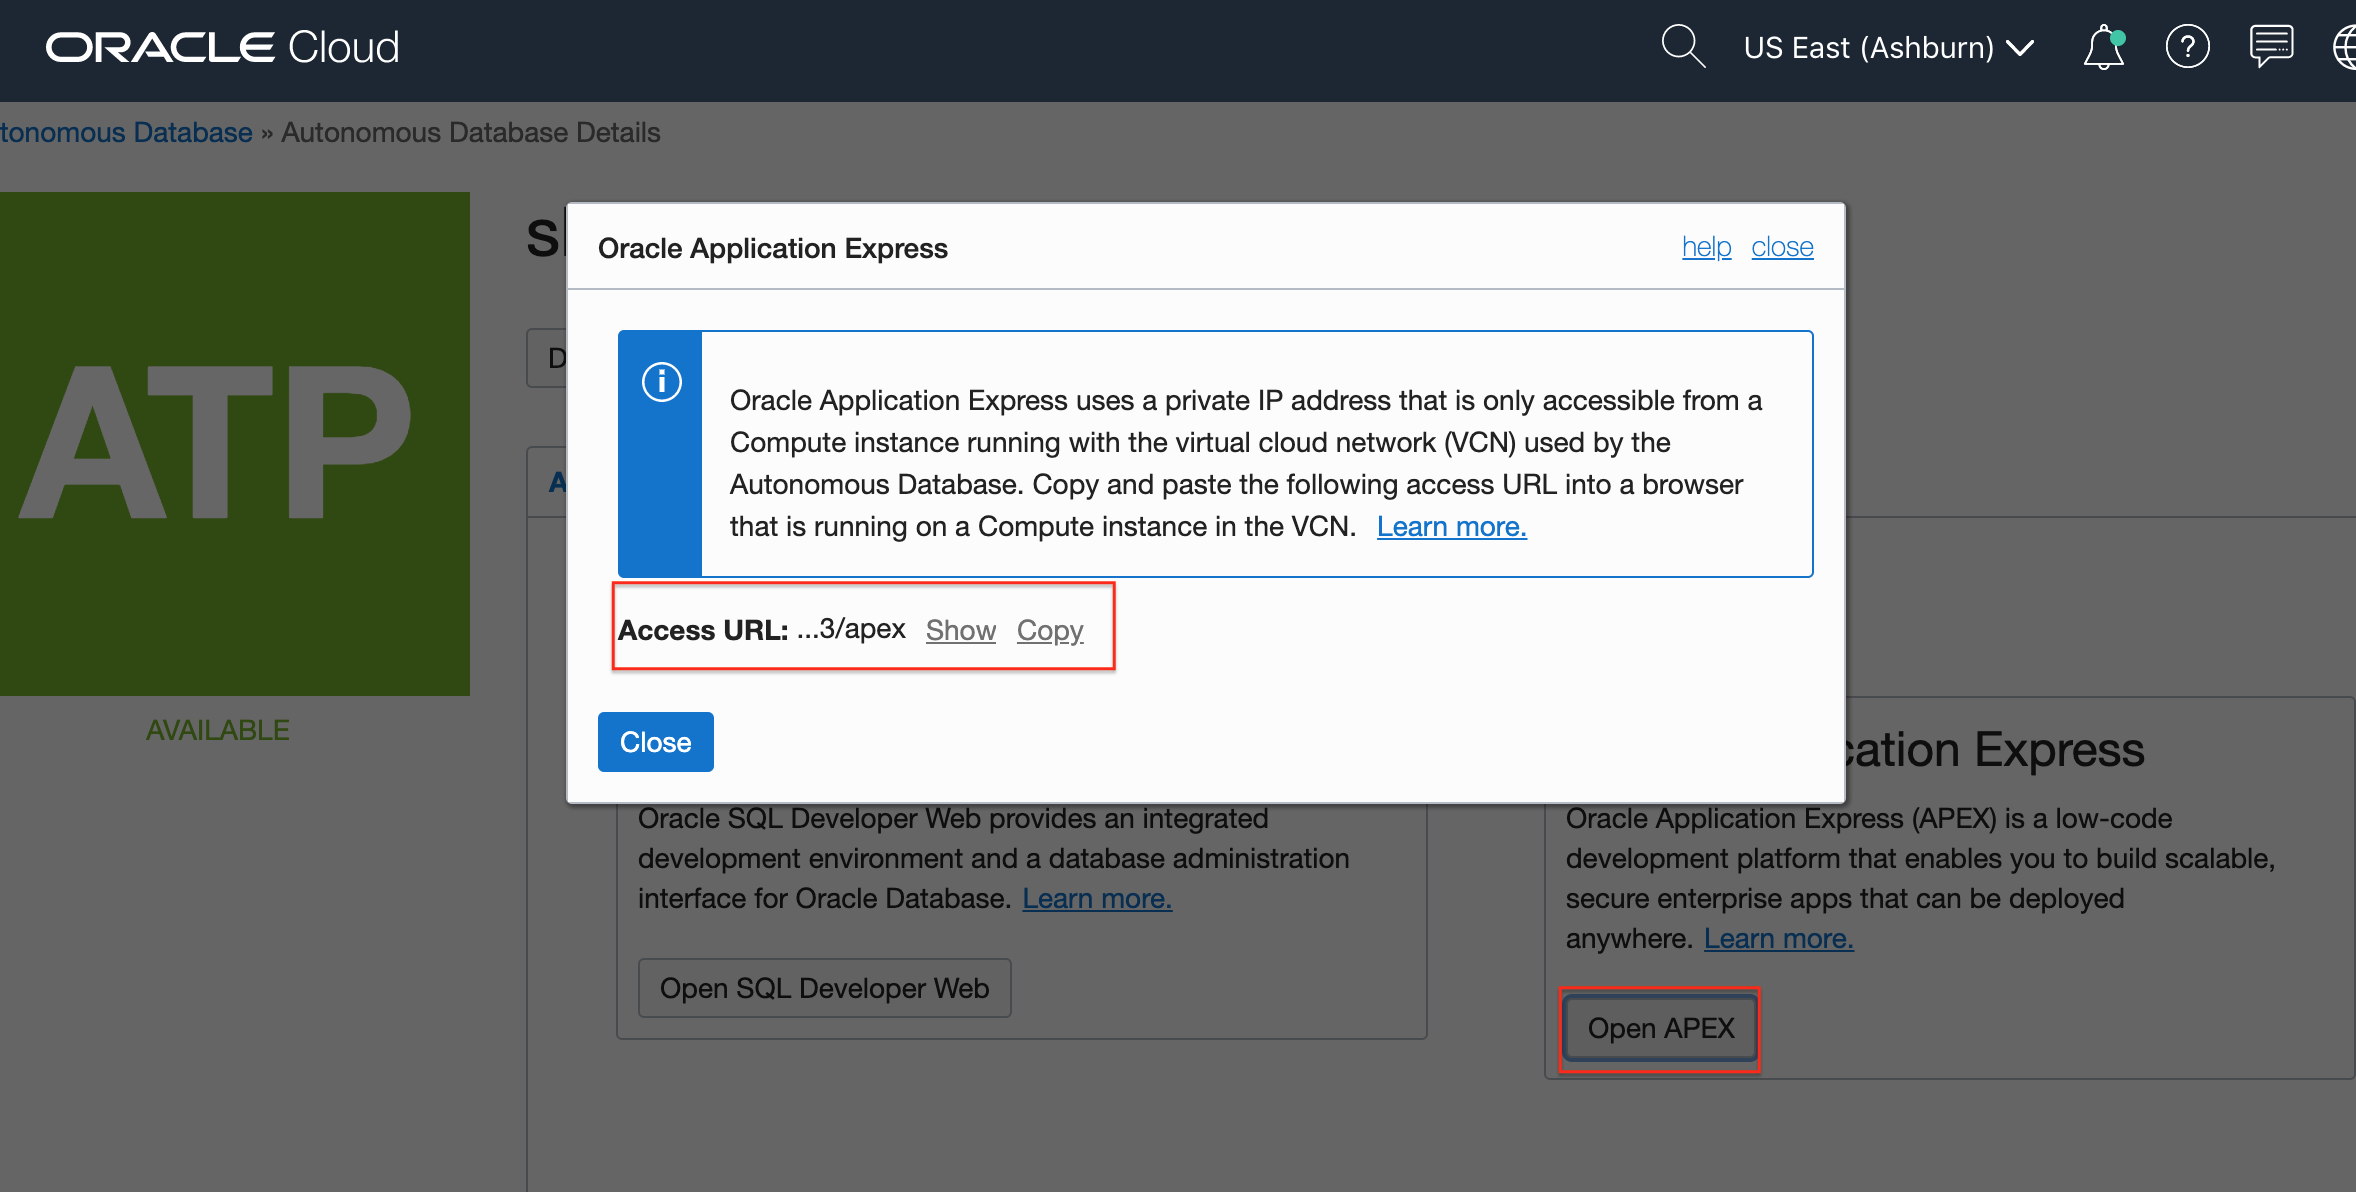 ORACLE Cloud
US East (Ashburn)
tonomous Database » Autonomous Database Details
ATP
AVAILABLE
Oracle Application Express
help close
Oracle Application Express uses a private IP address that is only accessible from a
Compute instance running with the virtual cloud network (VCN) used by the
Autonomous Database. Copy and paste the following access URL into a browser
that is running on a Compute instance in the VCN. Learn more.
Access URL: ...3/apex Show Copy
Close
Oracle SQL Developer Web provides an integrated
development environment and a database administration
interface for Oracle Database. Learn more.
Open SQL Developer Web
cation Express
Oracle Application Express (APEX) is a low-code
development platform that enables you to build scalable,
secure enterprise apps that can be deployed
anywhere. Learn more.
Open APEX